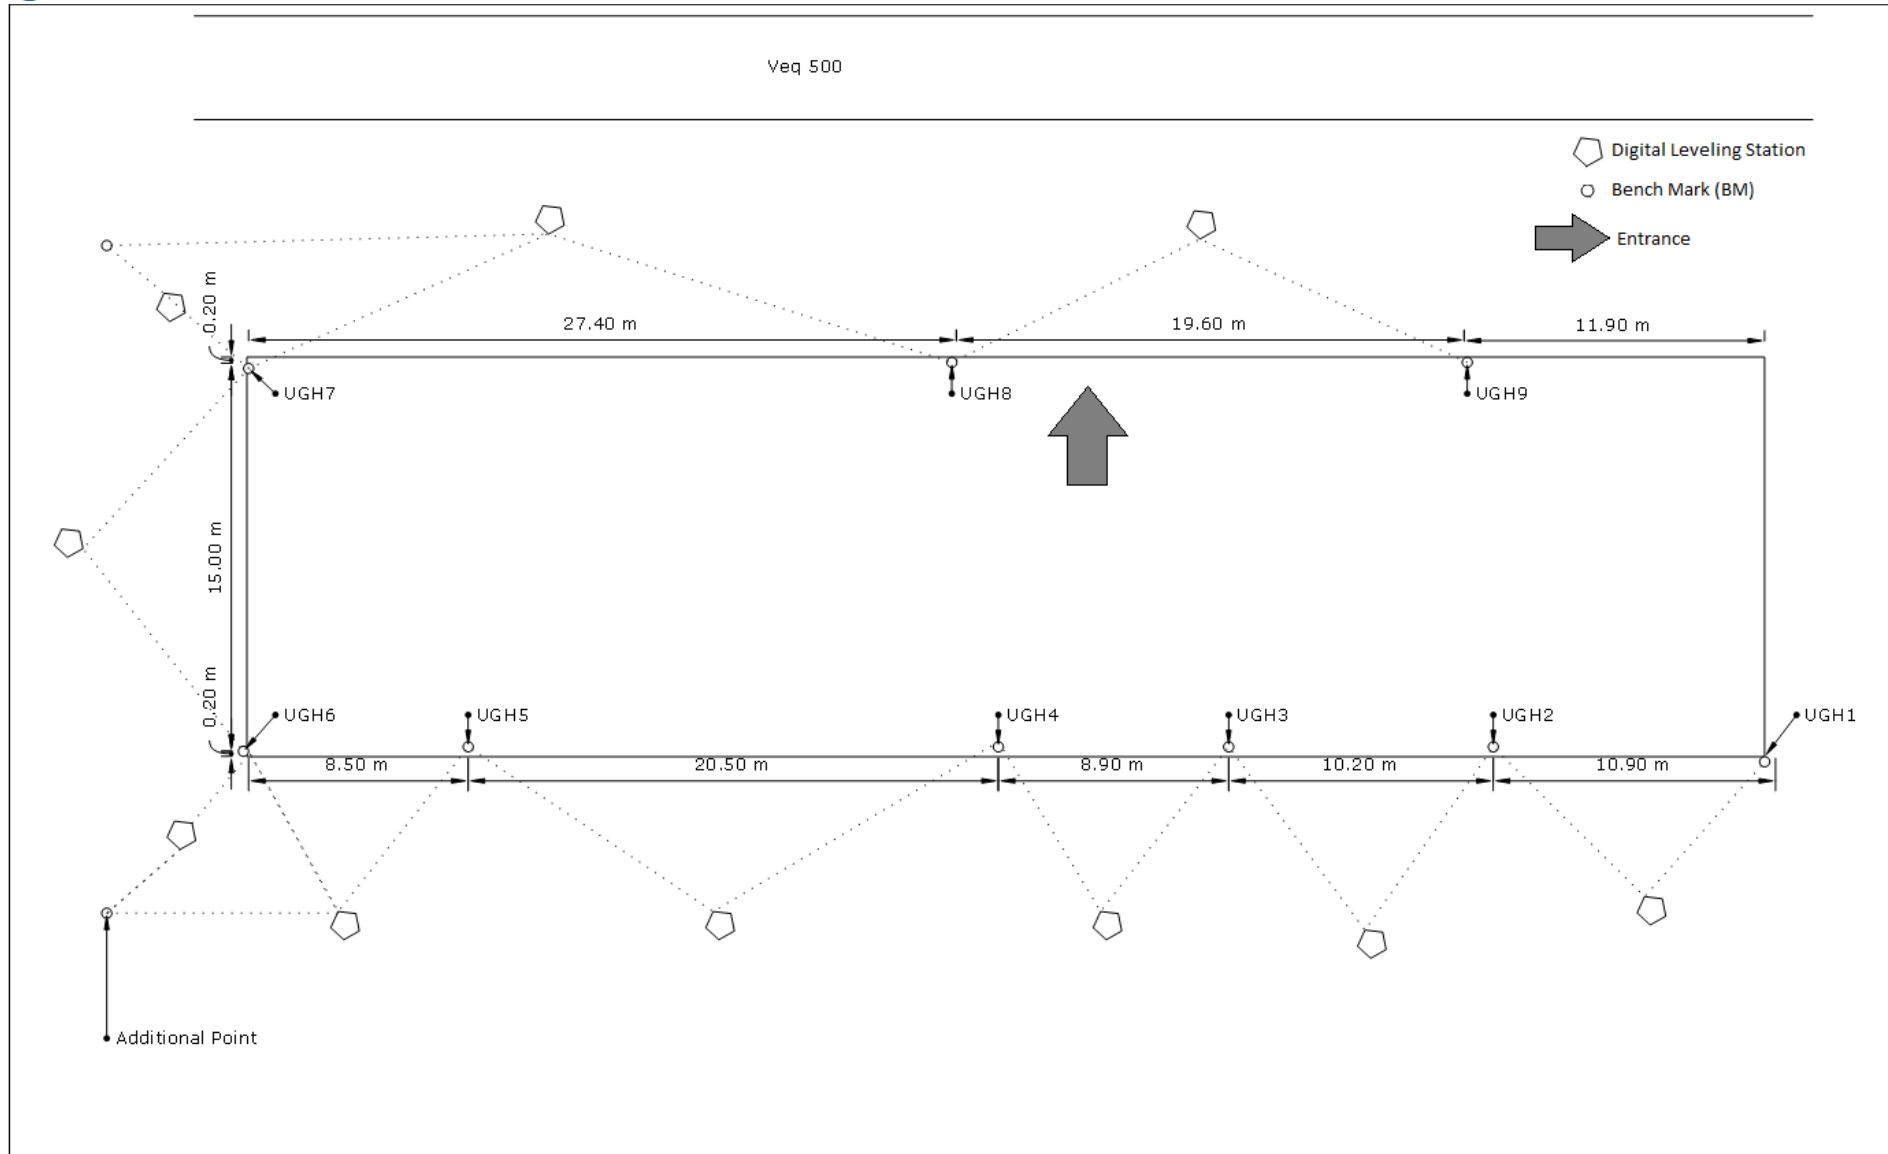 Veq 500
Digital Leveling Station
Bench Mark (BM)
Entrance
0.20 m
27.40 m
19.60 m
11.90 m
UGH7
UGH8
UGH9
15.00 m
0.20 m
UGH6
UGH5
UGH4
UGH3
UGH2
UGH1
8.50 m
20.50 m
8.90 m
10.20 m
10.90 m
Additional Point